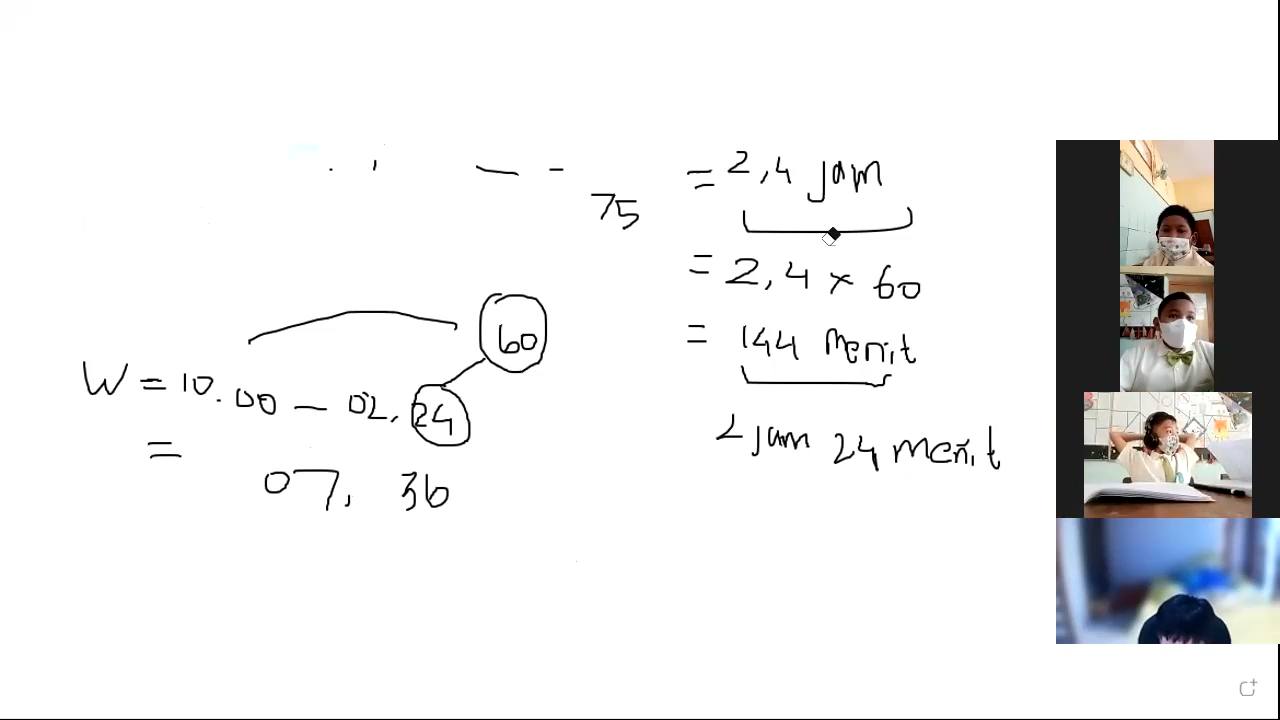 75
= 2,4 jam
= 2,4 × 60
= 144 menit
2 jam 24 menit
60
W = 10.00 — 02.24
=
07. 36